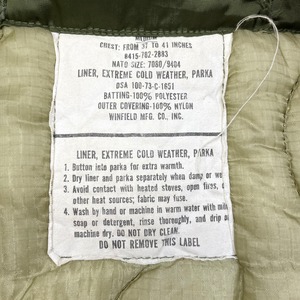 MEDIUM
CHEST: FROM 37 TO 41 INCHES
8415-782-2883
NATO SIZE: 7080/9404
LINER, EXTREME COLD WEATHER, PARKA
DSA 100-73-C-1651
BATTING-100% POLYESTER
OUTER COVERING-100% NYLON
WINFIELD MFG. CO., INC.
LINER, EXTREME COLD WEATHER, PARKA
1. Button into parka for extra warmth.
2. Dry liner and parka separately when damp or we
3. Avoid contact with heated stoves, open fires,
other heat sources; fabric may fuse.
4. Wash by hand or machine in warm water with mil
soap or detergent, rinse thoroughly, and drip o
machine dry. DO NOT DRY CLEAN.
DO NOT REMOVE THIS LABEL